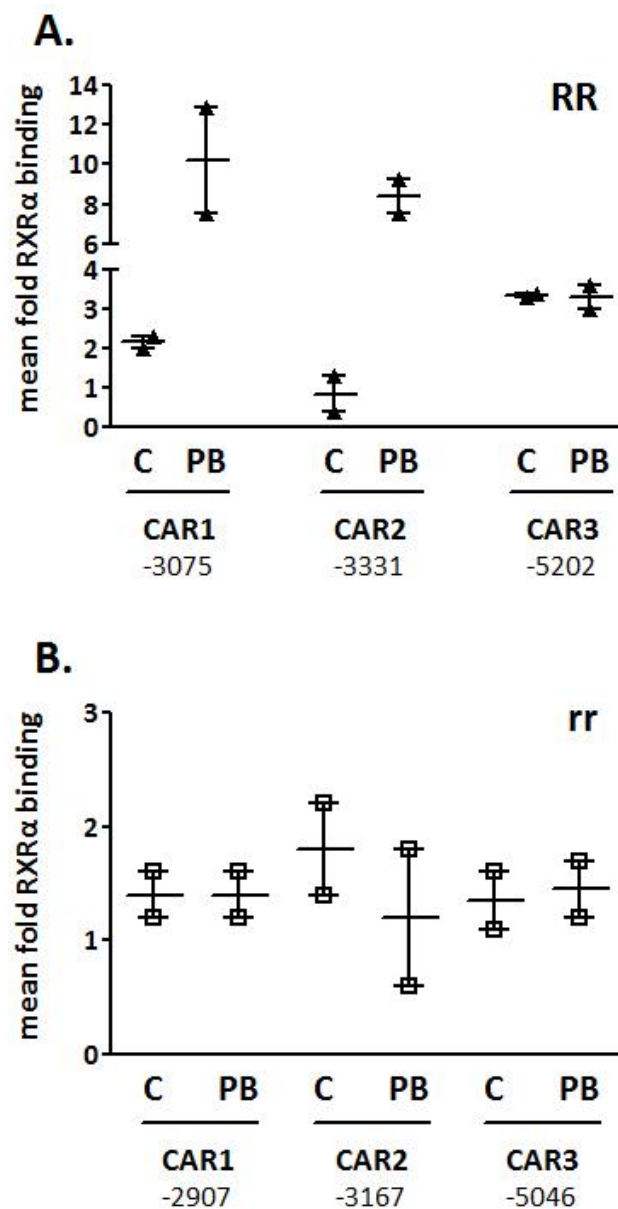 A.
RR
mean fold RXRα binding
14
12
10
8
6
4
3
2
1
0
C PB C PB C PB
CAR1 CAR2 CAR3
-3075 -3331 -5202
B.
rr
mean fold RXRα binding
3
2
1
0
C PB C PB C PB
CAR1 CAR2 CAR3
-2907 -3167 -5046